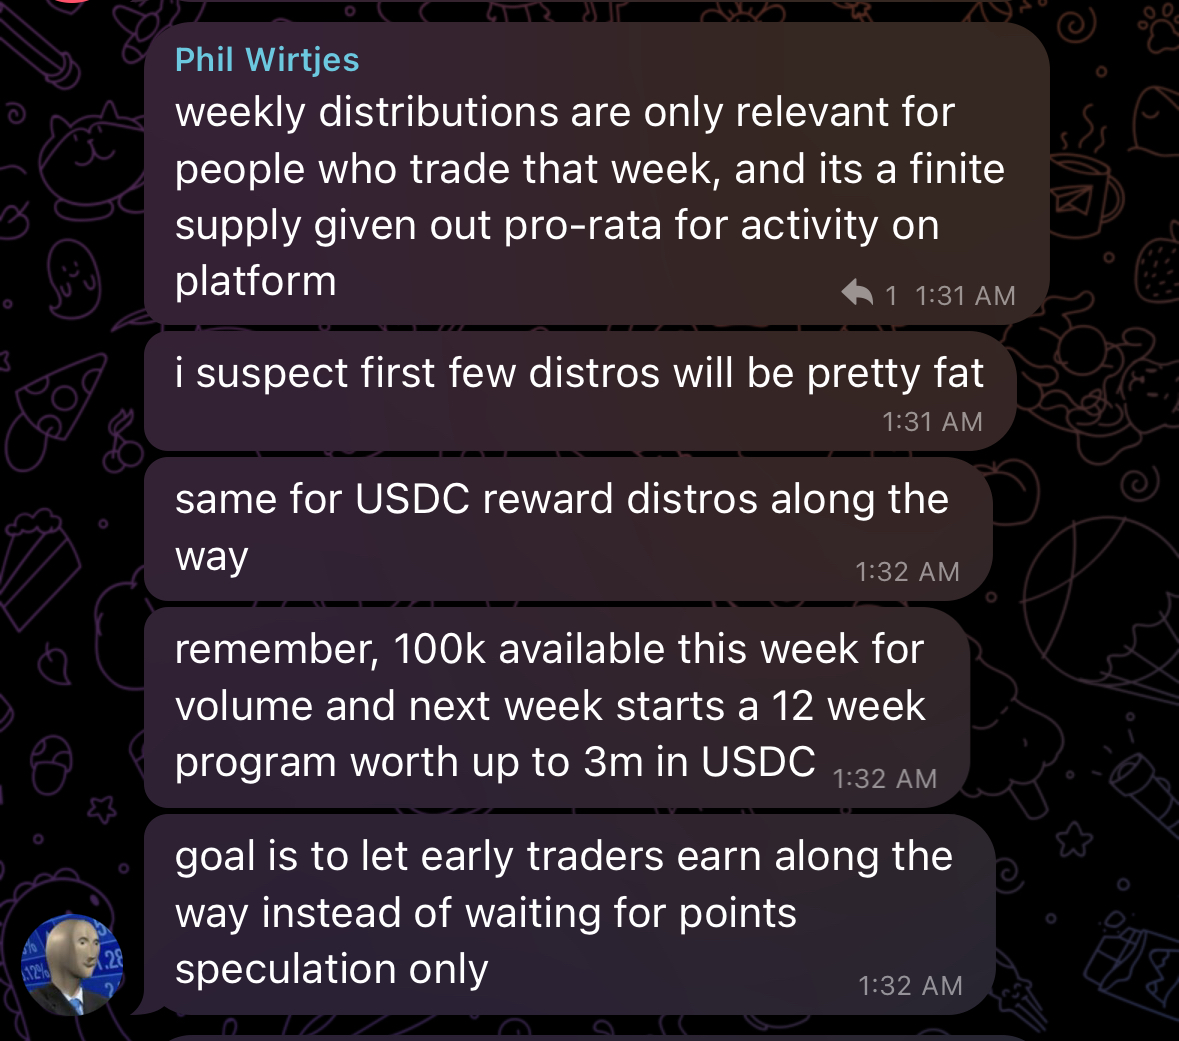 Phil Wirtjes
weekly distributions are only relevant for
people who trade that week, and its a finite
supply given out pro-rata for activity on
platform
1 1:31 AM
i suspect first few distros will be pretty fat
1:31 AM
same for USDC reward distros along the
way
1:32 AM
remember, 100k available this week for
volume and next week starts a 12 week
program worth up to 3m in USDC
1:32 AM
goal is to let early traders earn along the
way instead of waiting for points
speculation only
1:32 AM